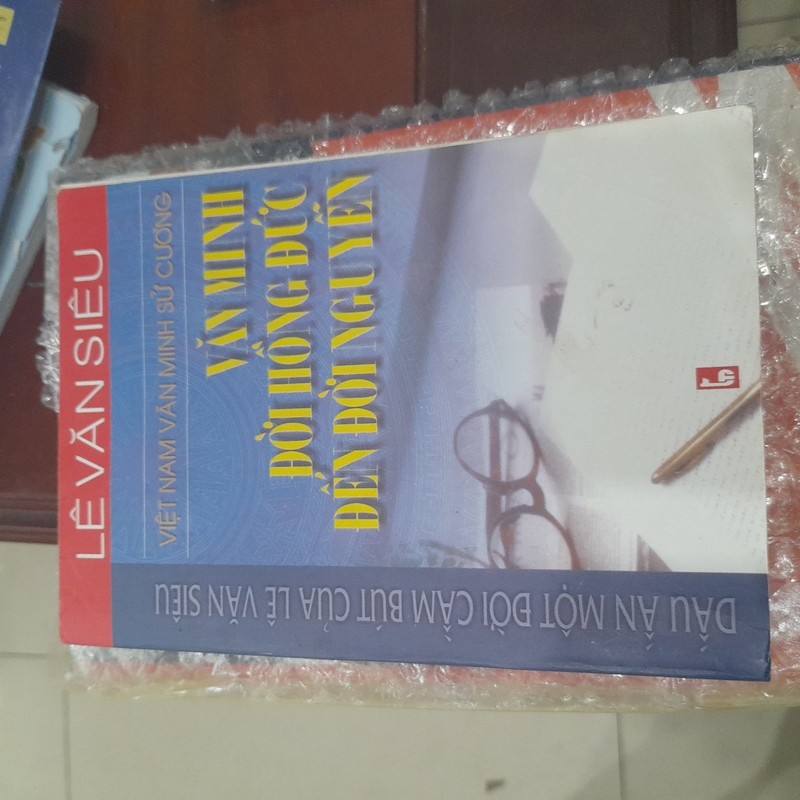 LÊ VĂN SIÊU
VIỆT NAM VĂN MINH SỬ CƯƠNG
VĂN MINH
ĐỜI HỒNG ĐỨC
ĐẾN ĐỜI NGUYỄN
DẤU ẤN MỘT ĐỜI CẦM BÚT CỦA LÊ VĂN SIÊU